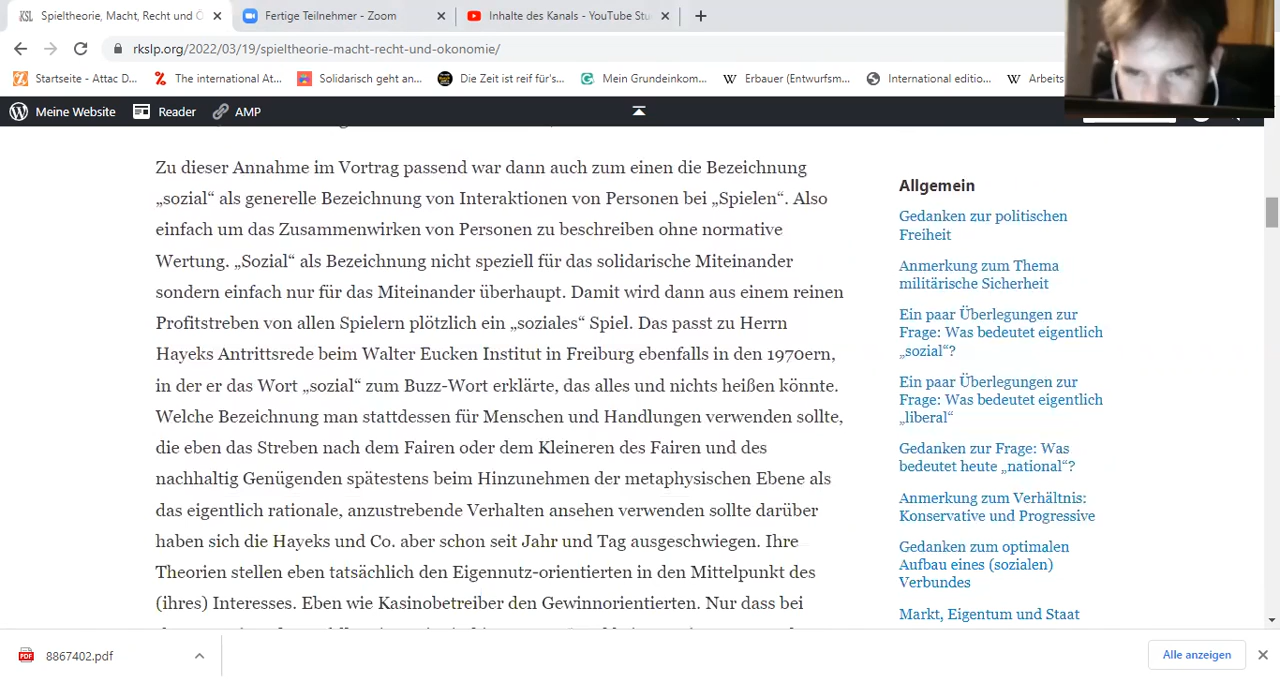 KSL Spieltheorie, Macht, Recht und Ö
Fertige Teilnehmer - Zoom
Inhalte des Kanals - YouTube Stu
rkslp.org/2022/03/19/spieltheorie-macht-recht-und-okonomie/
Startseite - Attac D...
The international At...
Solidarisch geht an...
Die Zeit ist reif für's...
Mein Grundeinkom...
Erbauer (Entwurfsm...
International editio...
Arbeits
Meine Website
Reader
AMP
Zu dieser Annahme im Vortrag passend war dann auch zum einen die Bezeichnung
„sozial“ als generelle Bezeichnung von Interaktionen von Personen bei „Spielen“. Also
einfach um das Zusammenwirken von Personen zu beschreiben ohne normative
Wertung. „Sozial“ als Bezeichnung nicht speziell für das solidarische Miteinander
sondern einfach nur für das Miteinander überhaupt. Damit wird dann aus einem reinen
Profitstreben von allen Spielern plötzlich ein „soziales“ Spiel. Das passt zu Herrn
Hayeks Antrittsrede beim Walter Eucken Institut in Freiburg ebenfalls in den 1970ern,
in der er das Wort „sozial“ zum Buzz-Wort erklärte, das alles und nichts heißen könnte.
Welche Bezeichnung man stattdessen für Menschen und Handlungen verwenden sollte,
die eben das Streben nach dem Fairen oder dem Kleineren des Fairen und des
nachhaltig Genügenden spätestens beim Hinzunehmen der metaphysischen Ebene als
das eigentlich rationale, anzustrebende Verhalten ansehen verwenden sollte darüber
haben sich die Hayeks und Co. aber schon seit Jahr und Tag ausgeschwiegen. Ihre
Theorien stellen eben tatsächlich den Eigennutz-orientierten in den Mittelpunkt des
(ihres) Interesses. Eben wie Kasinobetreiber den Gewinnorientierten. Nur dass bei
Allgemein
Gedanken zur politischen
Freiheit
Anmerkung zum Thema
militärische Sicherheit
Ein paar Überlegungen zur
Frage: Was bedeutet eigentlich
„sozial“?
Ein paar Überlegungen zur
Frage: Was bedeutet eigentlich
„liberal“
Gedanken zur Frage: Was
bedeutet heute „national“?
Anmerkung zum Verhältnis:
Konservative und Progressive
Gedanken zum optimalen
Aufbau eines (sozialen)
Verbundes
Markt, Eigentum und Staat
PDF 8867402.pdf
Alle anzeigen